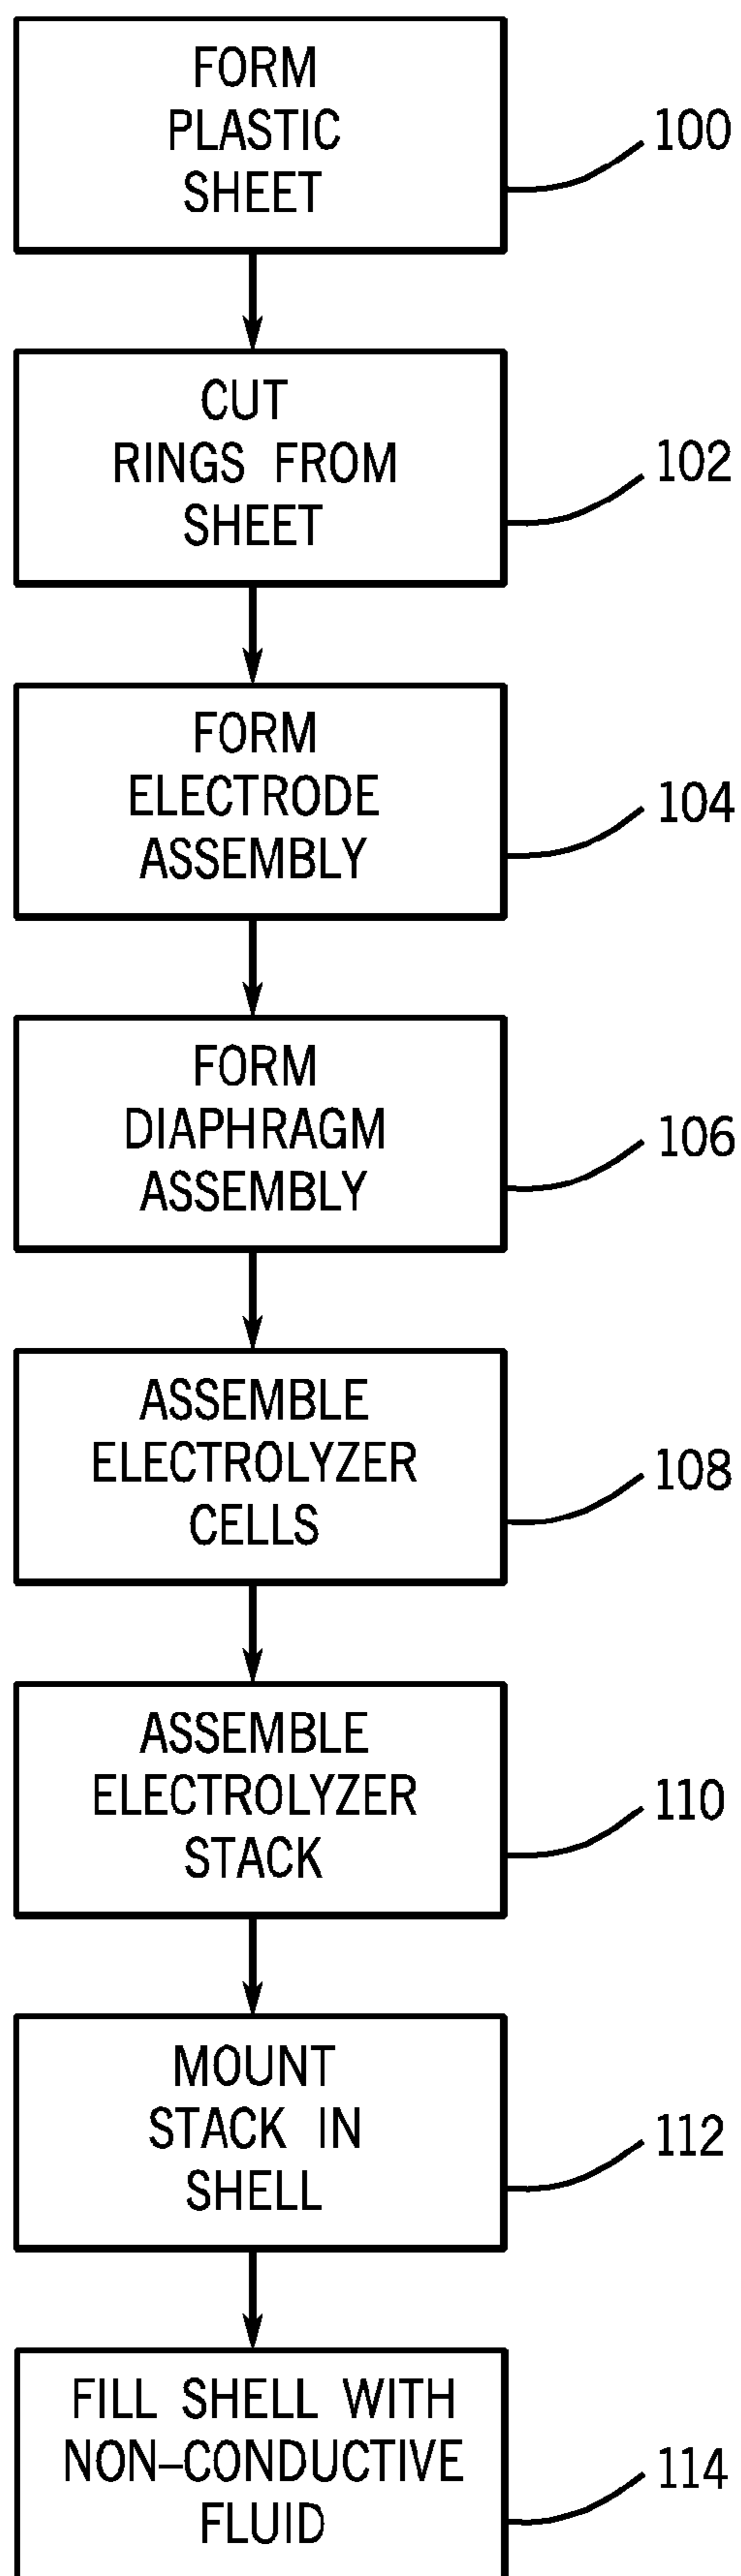 FORM
PLASTIC
SHEET
100
CUT
RINGS FROM
SHEET
102
FORM
ELECTRODE
ASSEMBLY
104
FORM
DIAPHRAGM
ASSEMBLY
106
ASSEMBLE
ELECTROLYZER
CELLS
108
ASSEMBLE
ELECTROLYZER
STACK
110
MOUNT
STACK IN
SHELL
112
FILL SHELL WITH
NON–CONDUCTIVE
FLUID
114